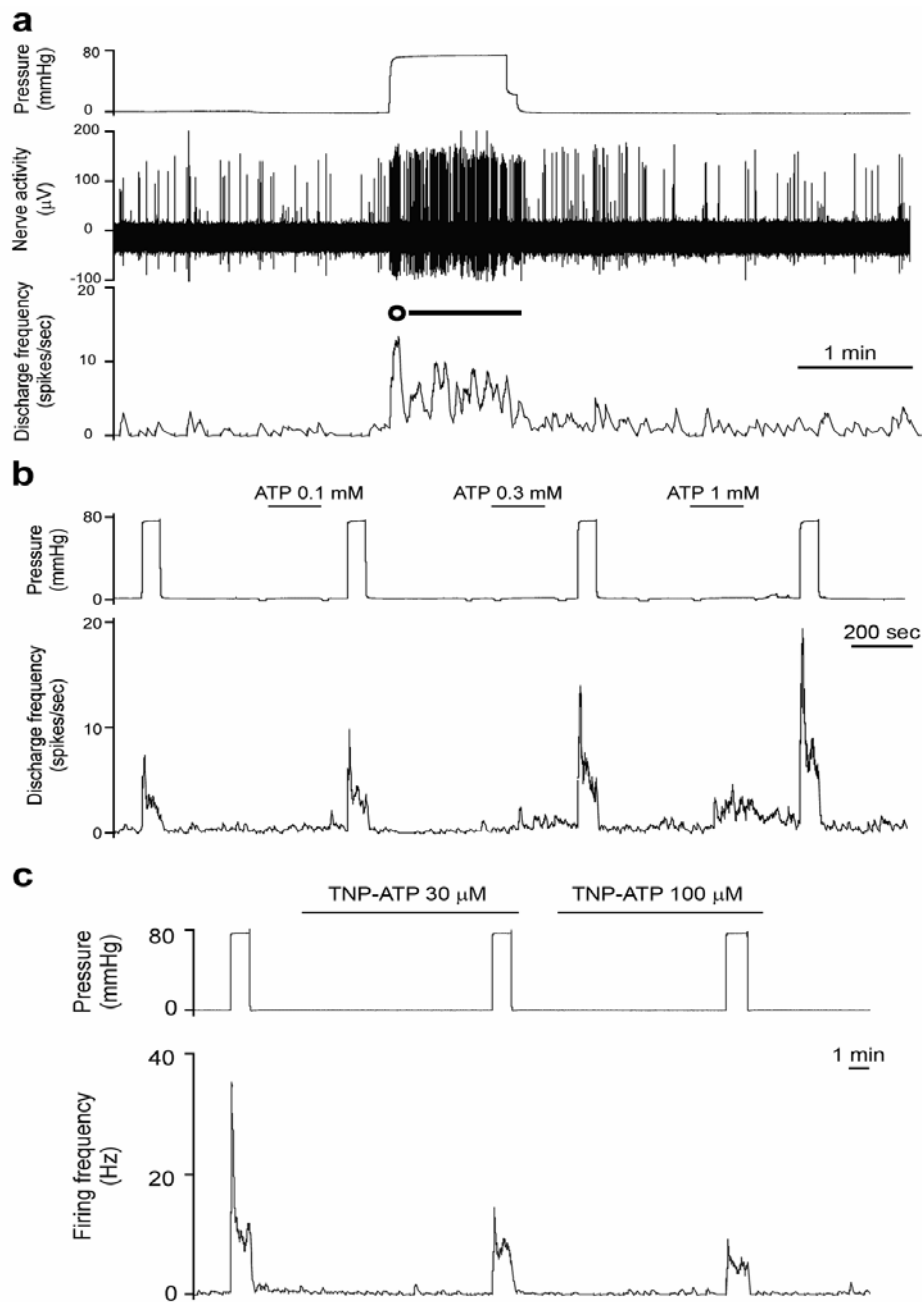 a
Pressure
(mmHg)
80
0
Nerve activity
(μV)
200
100
0
-100
Discharge frequency
(spikes/sec)
20
10
0
1 min
b
ATP 0.1 mM
ATP 0.3 mM
ATP 1 mM
Pressure
(mmHg)
80
0
Discharge frequency
(spikes/sec)
20
10
0
200 sec
c
TNP-ATP 30 μM
TNP-ATP 100 μM
Pressure
(mmHg)
80
0
Firing frequency
(Hz)
40
20
0
1 min